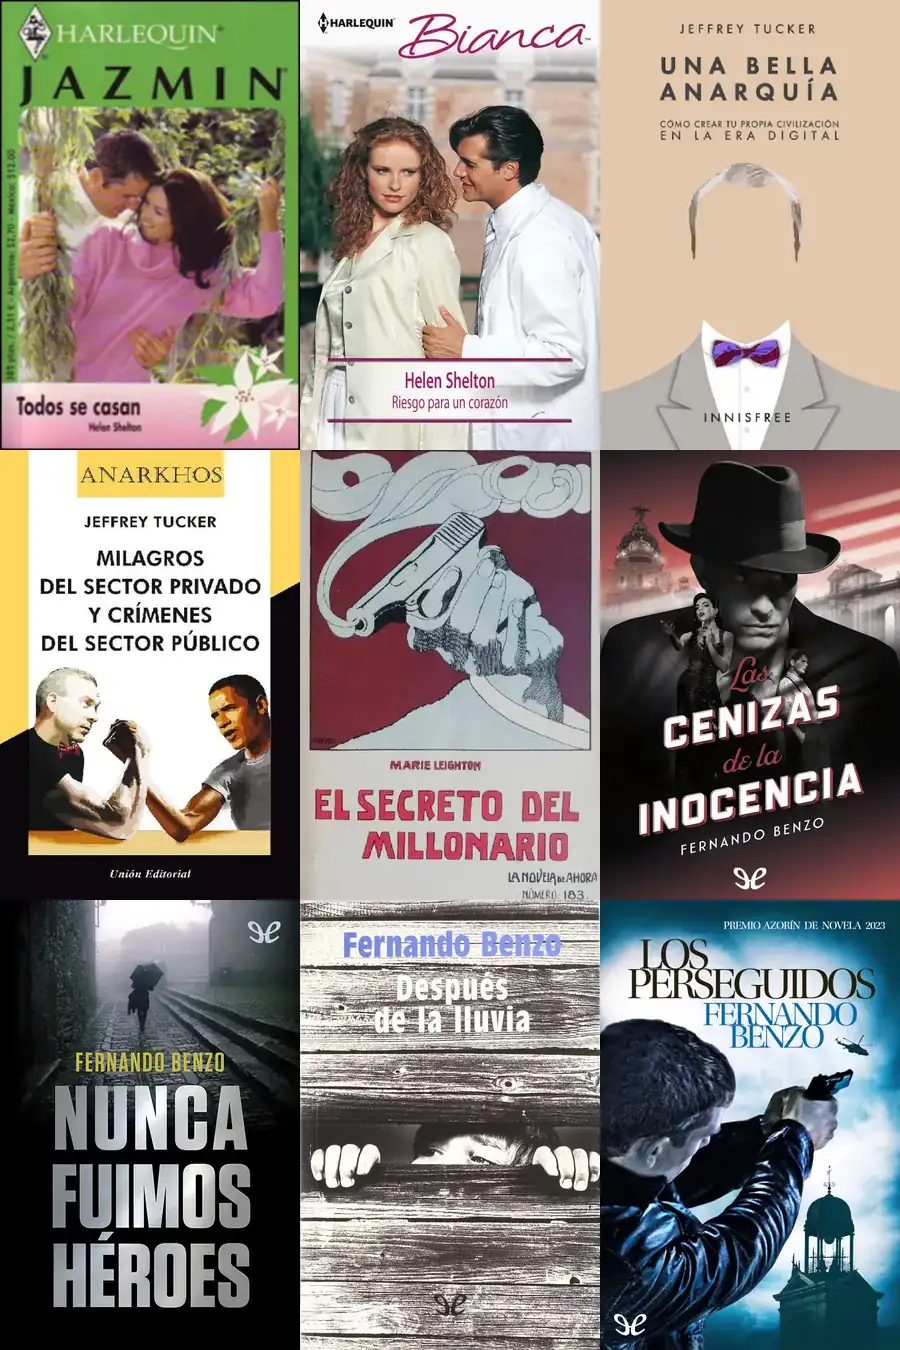 HARLEQUIN®
JAZMIN
Todos se casan
Helen Shelton
HARLEQUIN™
Bianca™
Helen Shelton
Riesgo para un corazón
JEFFREY TUCKER
UNA BELLA
ANARQUÍA
CÓMO CREAR TU PROPIA CIVILIZACIÓN
EN LA ERA DIGITAL
INNISFREE
ANARKHOS
JEFFREY TUCKER
MILAGROS
DEL SECTOR PRIVADO
Y CRÍMENES
DEL SECTOR PÚBLICO
Unión Editorial
MARIE LEIGHTON
EL SECRETO DEL
MILLONARIO
LA NOVELA DE AHORA
NÚMERO 183.
Las
CENIZAS
de la
INOCENCIA
FERNANDO BENZO
FERNANDO BENZO
NUNCA
FUIMOS
HÉROES
Fernando Benzo
Después
de la lluvia
PREMIO AZORÍN DE NOVELA 2023
LOS
PERSEGUIDOS
FERNANDO
BENZO